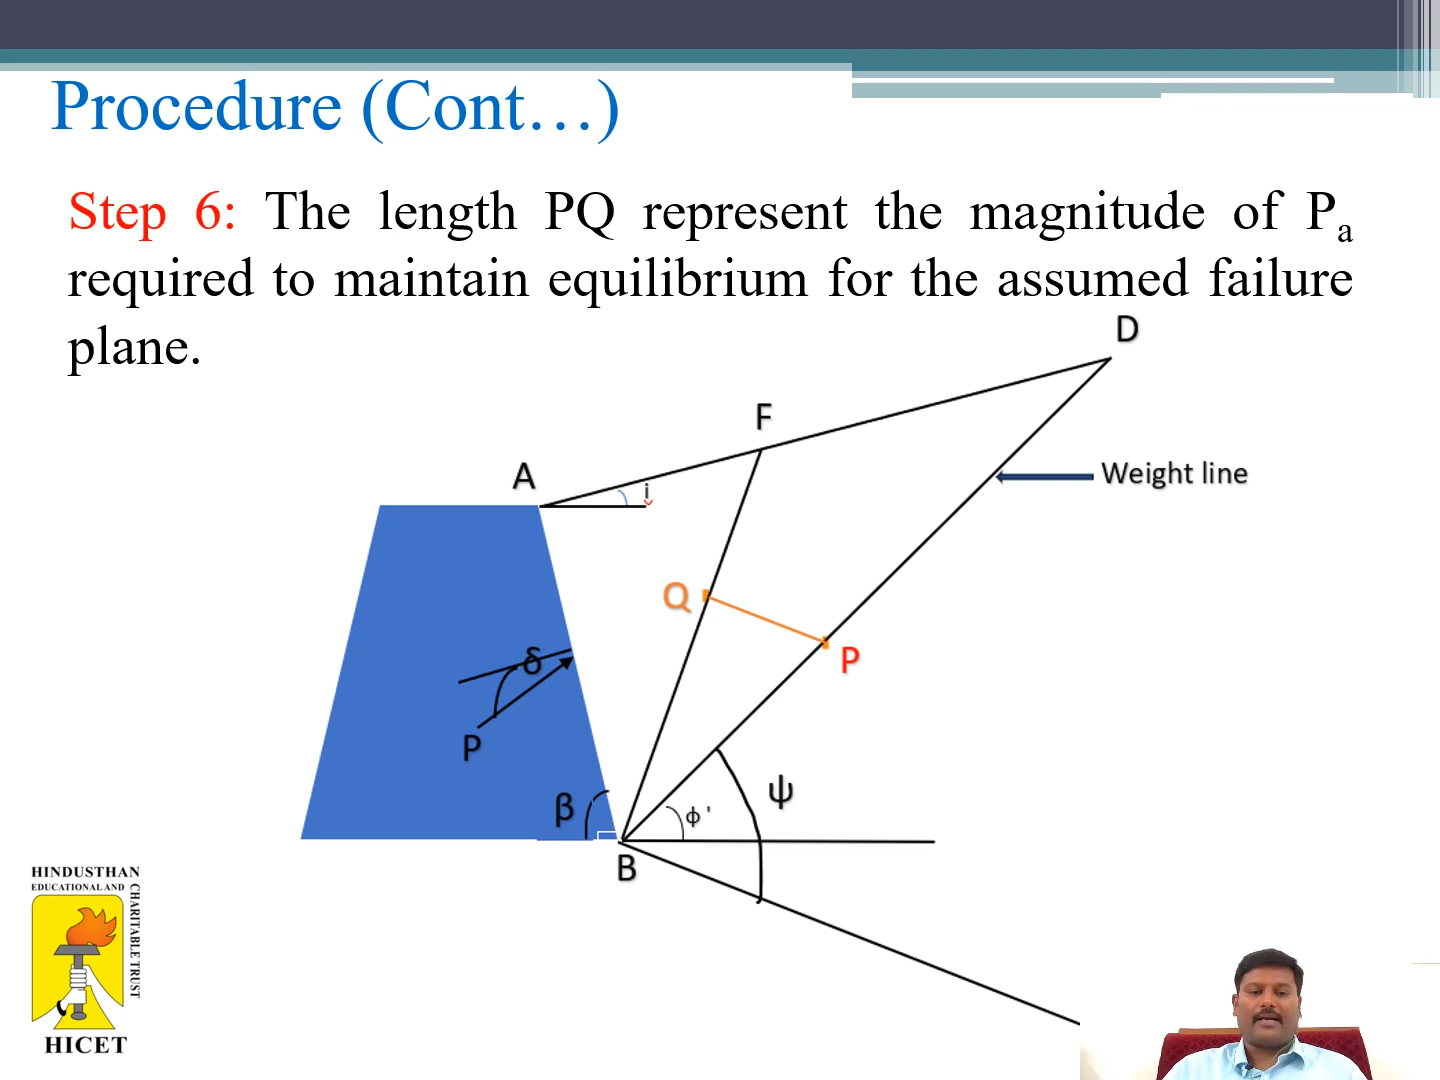 Procedure (Cont…)
Step 6: The length PQ represent the magnitude of Pa
required to maintain equilibrium for the assumed failure
plane.
D
F
A
i
Weight line
Q
P
δ
P
β
ψ
ϕ '
B
HINDUSTHAN
EDUCATIONAL AND
CHARITABLE TRUST
HICET